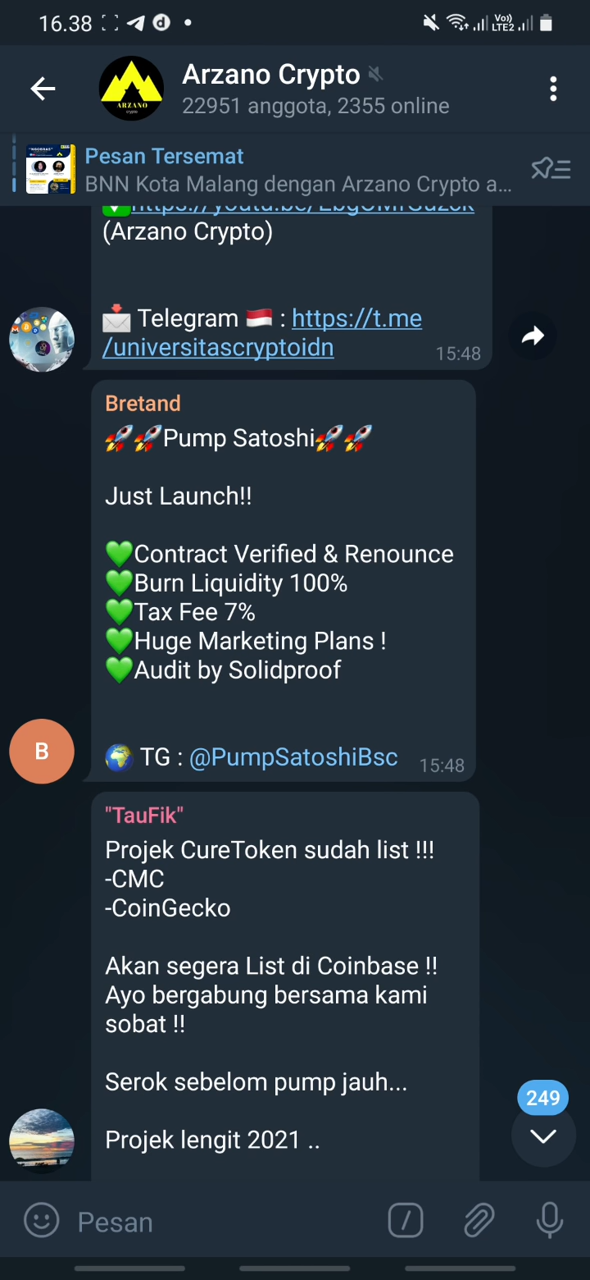 16.38
Vo))
LTE2
Arzano Crypto
22951 anggota, 2355 online
ARZANO
Pesan Tersemat
BNN Kota Malang dengan Arzano Crypto a...
(Arzano Crypto)
Telegram : https://t.me
/universitascryptoidn
15:48
Bretand
🚀🚀Pump Satoshi🚀🚀
Just Launch!!
💚Contract Verified & Renounce
💚Burn Liquidity 100%
💚Tax Fee 7%
💚Huge Marketing Plans !
💚Audit by Solidproof
B
🌍 TG : @PumpSatoshiBsc
15:48
"TauFik"
Projek CureToken sudah list !!!
-CMC
-CoinGecko
Akan segera List di Coinbase !!
Ayo bergabung bersama kami
sobat !!
Serok sebelom pump jauh...
Projek lengit 2021 ..
249
Pesan